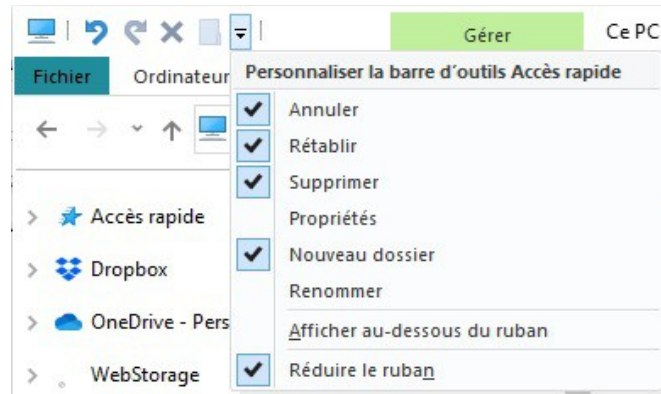 Gérer
Ce PC
Fichier
Ordinateur
Personnaliser la barre d'outils Accès rapide
Annuler
Rétablir
Supprimer
Propriétés
Nouveau dossier
Renommer
Afficher au-dessous du ruban
Réduire le ruban
Accès rapide
Dropbox
OneDrive - Pers
WebStorage